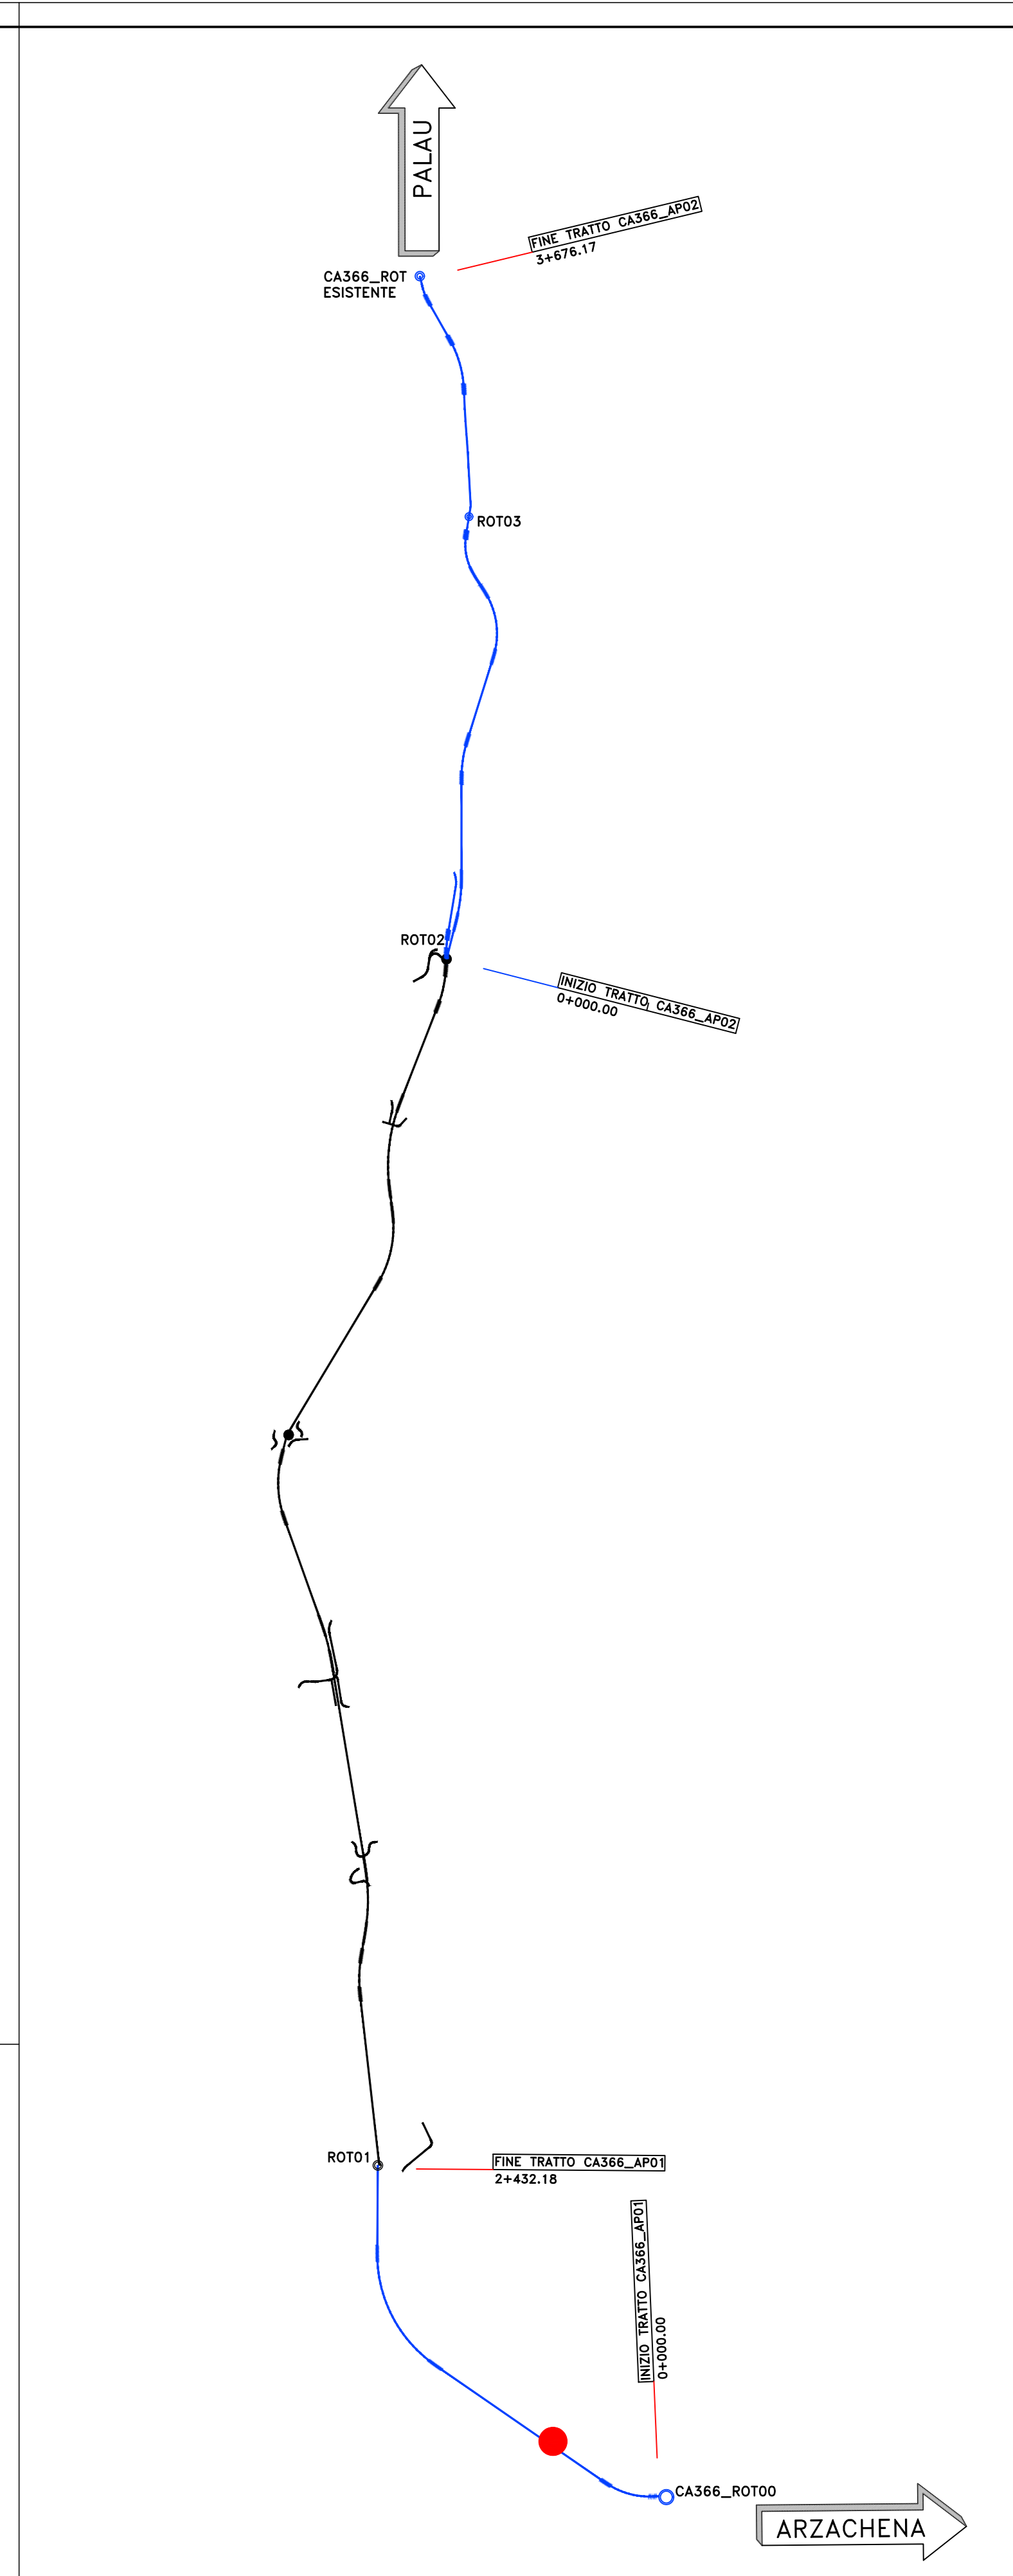 PALAU
FINE TRATTO CA366_AP02
3+676.17
CA366_ROT
ESISTENTE
ROT03
ROT02
INIZIO TRATTO CA366_AP02
0+000.00
ROT01
FINE TRATTO CA366_AP01
2+432.18
INIZIO TRATTO CA366_AP01
0+000.00
CA366_ROT00
ARZACHENA